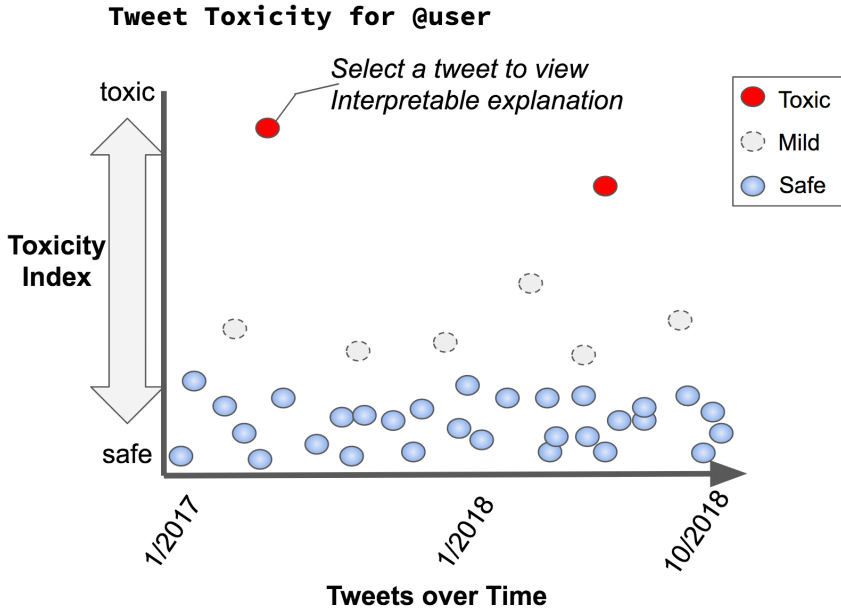 Tweet Toxicity for @user
Select a tweet to view
Interpretable explanation
toxic
Toxic
Mild
Safe
Toxicity
Index
safe
1/2017
1/2018
10/2018
Tweets over Time